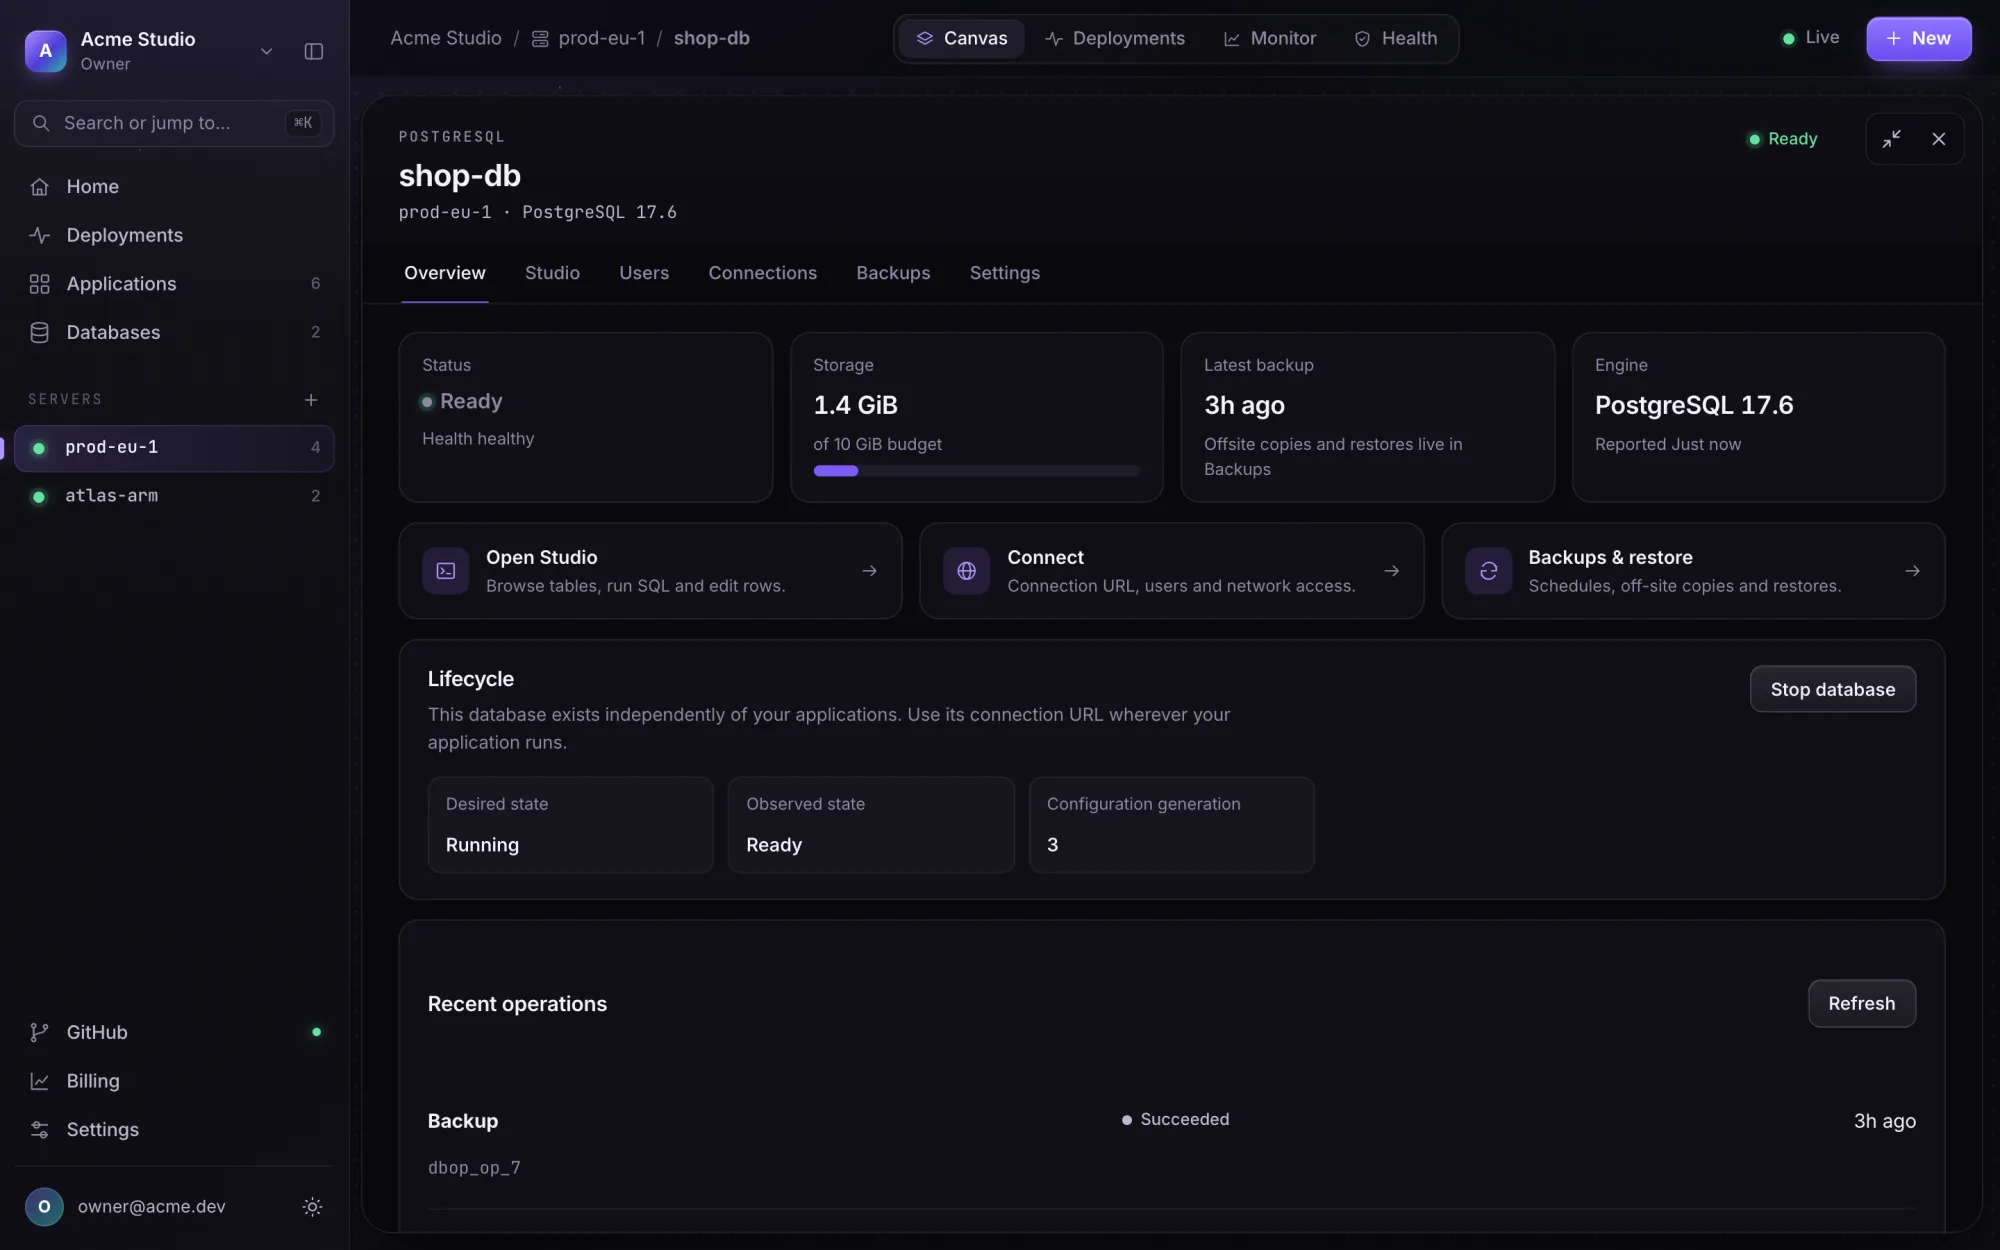 A
Acme Studio
Owner
Search or jump to...
⌘K
Home
Deployments
Applications
6
Databases
2
SERVERS
prod-eu-1
4
atlas-arm
2
GitHub
Billing
Settings
O
owner@acme.dev
Acme Studio / prod-eu-1 / shop-db
Canvas
Deployments
Monitor
Health
Live
+ New
POSTGRESQL
shop-db
prod-eu-1 · PostgreSQL 17.6
Ready
Overview
Studio
Users
Connections
Backups
Settings
Status
Ready
Health healthy
Storage
1.4 GiB
of 10 GiB budget
Latest backup
3h ago
Offsite copies and restores live in
Backups
Engine
PostgreSQL 17.6
Reported Just now
Open Studio
Browse tables, run SQL and edit rows.
Connect
Connection URL, users and network access.
Backups & restore
Schedules, off-site copies and restores.
Lifecycle
This database exists independently of your applications. Use its connection URL wherever your
application runs.
Stop database
Desired state
Running
Observed state
Ready
Configuration generation
3
Recent operations
Refresh
Backup
Succeeded
3h ago
dbop_op_7